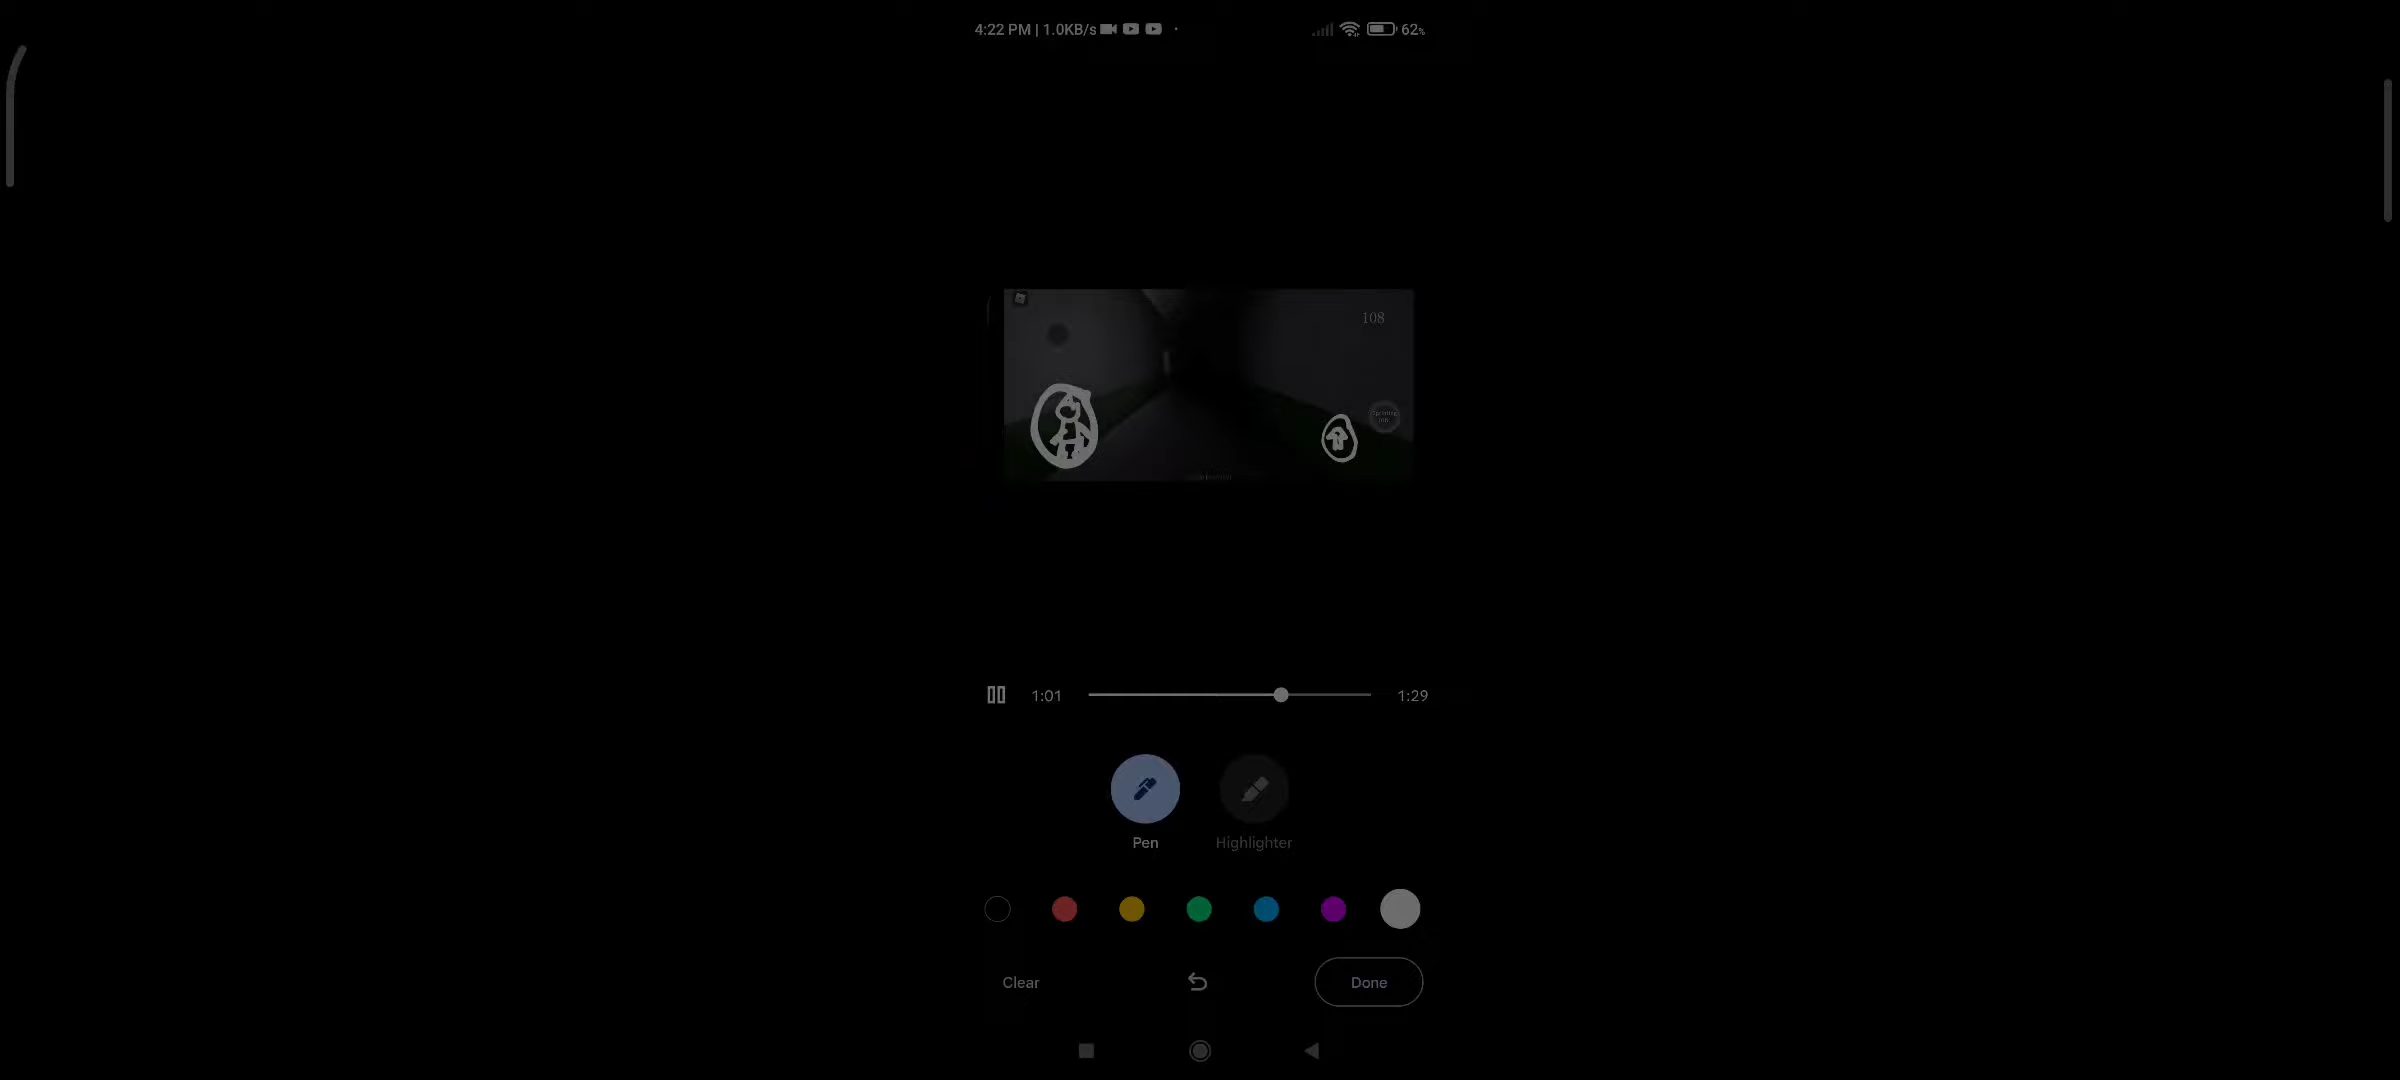 4:22 PM | 1.0KB/s
62%
108
1:01
1:29
Pen
Highlighter
Clear
Done